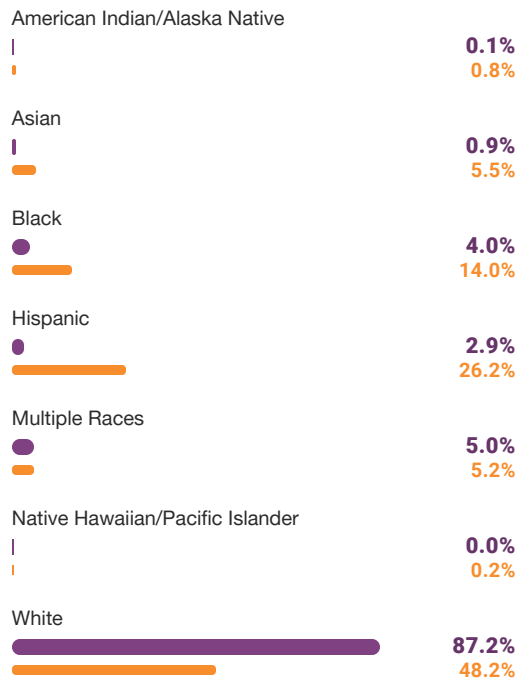 American Indian/Alaska Native
0.1%
0.8%
Asian
0.9%
5.5%
Black
4.0%
14.0%
Hispanic
2.9%
26.2%
Multiple Races
5.0%
5.2%
Native Hawaiian/Pacific Islander
0.0%
0.2%
White
87.2%
48.2%